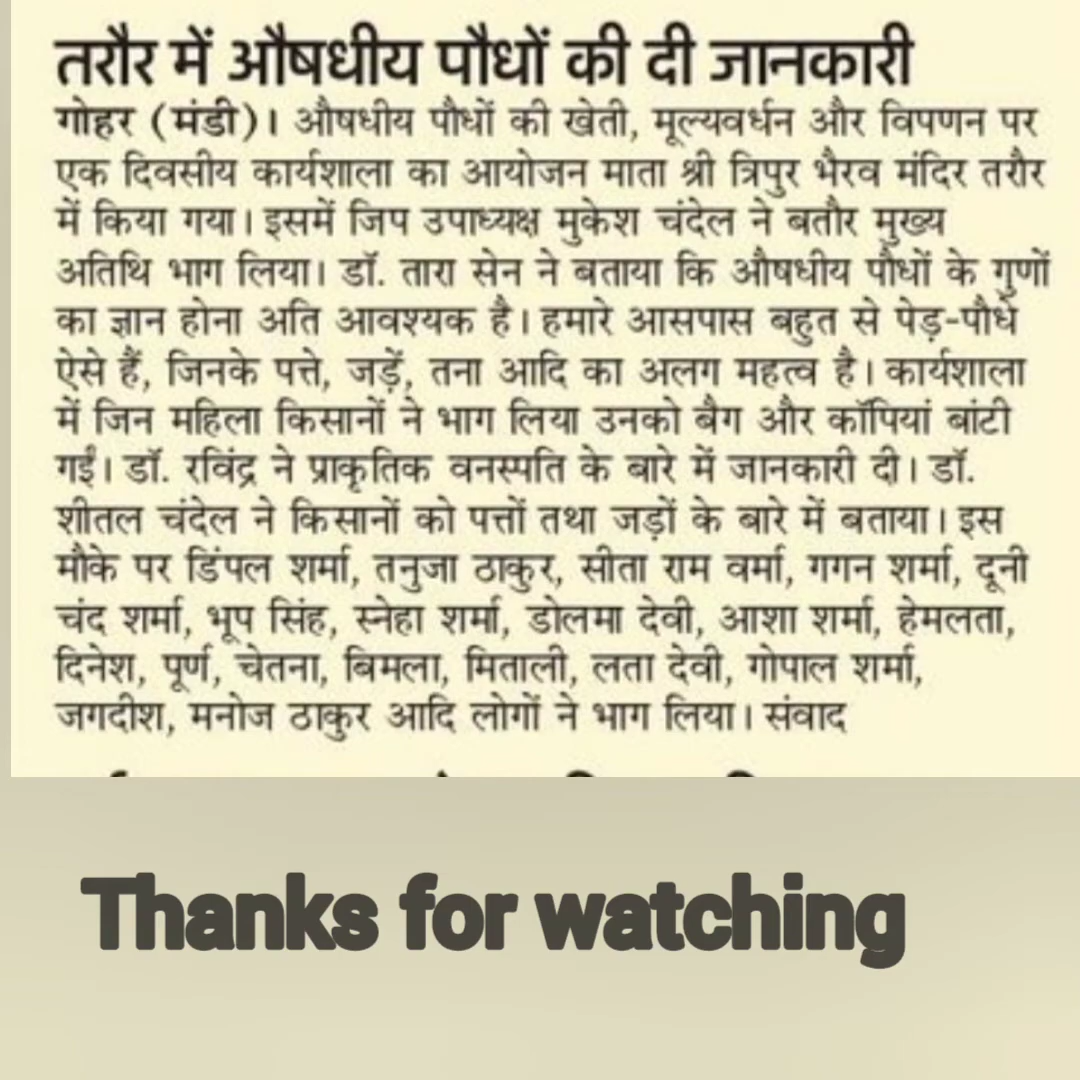 तरौर में औषधीय पौधों की दी जानकारी
गोहर (मंडी)। औषधीय पौधों की खेती, मूल्यवर्धन और विपणन पर
एक दिवसीय कार्यशाला का आयोजन माता श्री त्रिपुर भैरव मंदिर तरौर
में किया गया। इसमें जिप उपाध्यक्ष मुकेश चंदेल ने बतौर मुख्य
अतिथि भाग लिया। डॉ. तारा सेन ने बताया कि औषधीय पौधों के गुणों
का ज्ञान होना अति आवश्यक है। हमारे आसपास बहुत से पेड़-पौधे
ऐसे हैं, जिनके पत्ते, जड़ें, तना आदि का अलग महत्व है। कार्यशाला
में जिन महिला किसानों ने भाग लिया उनको बैग और कॉपियां बांटी
गईं। डॉ. रविंद्र ने प्राकृतिक वनस्पति के बारे में जानकारी दी। डॉ.
शीतल चंदेल ने किसानों को पत्तों तथा जड़ों के बारे में बताया। इस
मौके पर डिंपल शर्मा, तनुजा ठाकुर, सीता राम वर्मा, गगन शर्मा, दूनी
चंद शर्मा, भूप सिंह, स्नेहा शर्मा, डोलमा देवी, आशा शर्मा, हेमलता,
दिनेश, पूर्ण, चेतना, बिमला, मिताली, लता देवी, गोपाल शर्मा,
जगदीश, मनोज ठाकुर आदि लोगों ने भाग लिया। संवाद
Thanks for watching